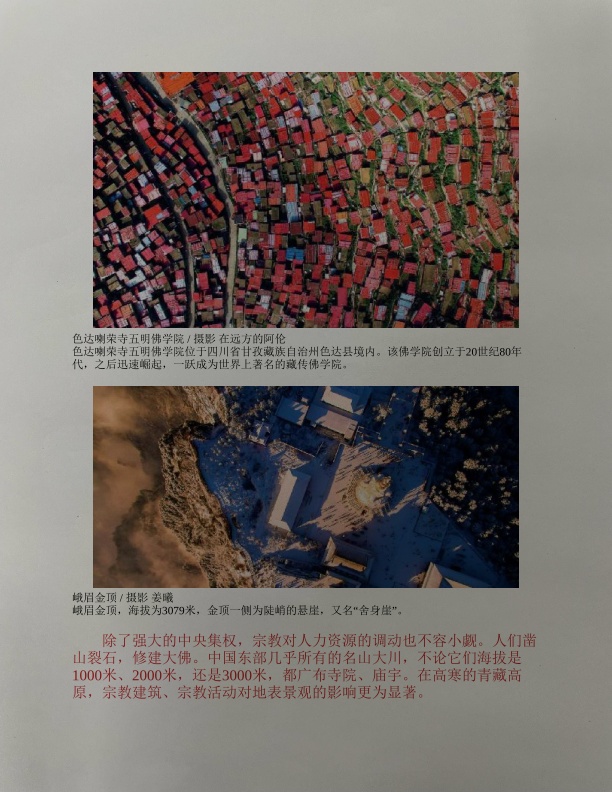 色达喇荣寺五明佛学院 / 摄影 在远方的阿伦
色达喇荣寺五明佛学院位于四川省甘孜藏族自治州色达县境内。该佛学院创立于20世纪80年
代，之后迅速崛起，一跃成为世界上著名的藏传佛学院。
峨眉金顶 / 摄影 姜曦
峨眉金顶，海拔为3079米，金顶一侧为陡峭的悬崖，又名“舍身崖”。
除了强大的中央集权，宗教对人力资源的调动也不容小觑。人们凿
山裂石，修建大佛。中国东部几乎所有的名山大川，不论它们海拔是
1000米、2000米，还是3000米，都广布寺院、庙宇。在高寒的青藏高
原，宗教建筑、宗教活动对地表景观的影响更为显著。